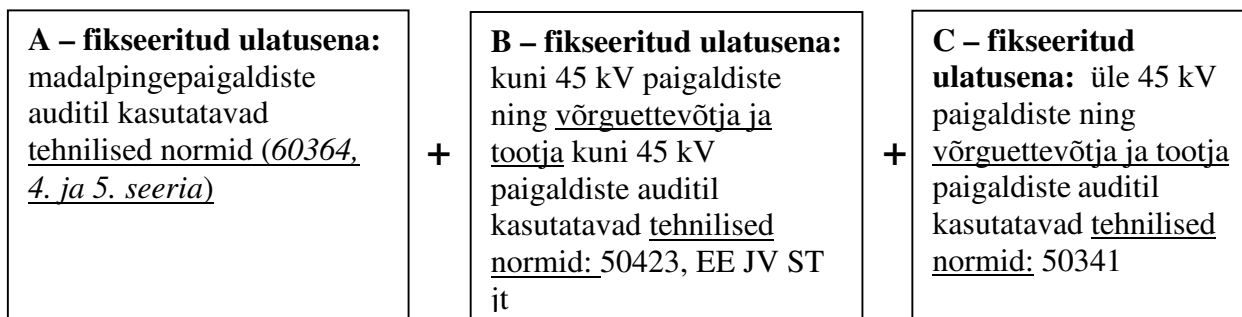 A – fikseeritud ulatusena:
madalpingepaigaldiste
auditil kasutatavad
tehnilised normid (60364,
4. ja 5. seeria)
+
B – fikseeritud ulatusena:
kuni 45 kV paigaldiste
ning võrguettevõtja ja
tootja kuni 45 kV
paigaldiste auditil
kasutatavad tehnilised
normid: 50423, EE JV ST
jt
+
C – fikseeritud
ulatusena: üle 45 kV
paigaldiste ning
võrguettevõtja ja tootja
paigaldiste auditil
kasutatavad tehnilised
normid: 50341